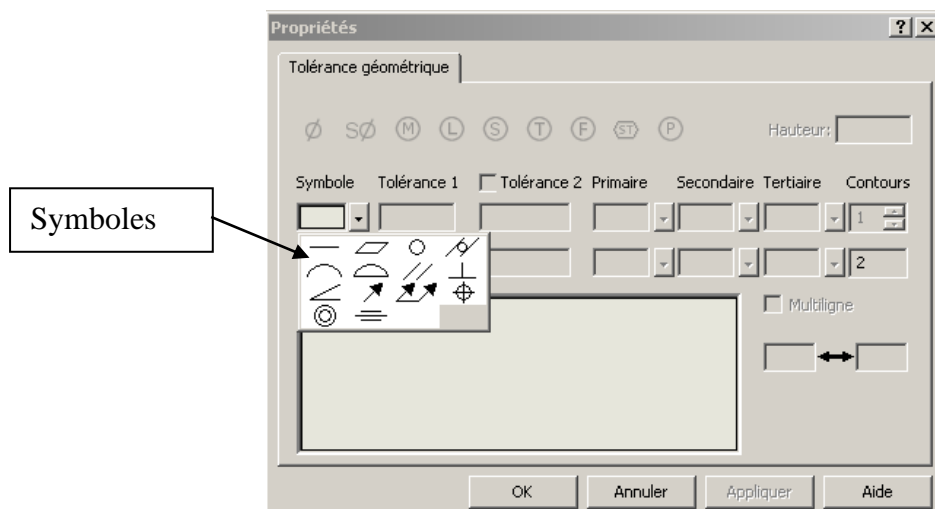 Propriétés
Tolérance géométrique
Ø SØ M L S T F ST P Hauteur:
Symbole Tolérance 1 Tolérance 2 Primaire Secondaire Tertiaire Contours
Symboles
1
2
Multiligne
OK Annuler Appliquer Aide